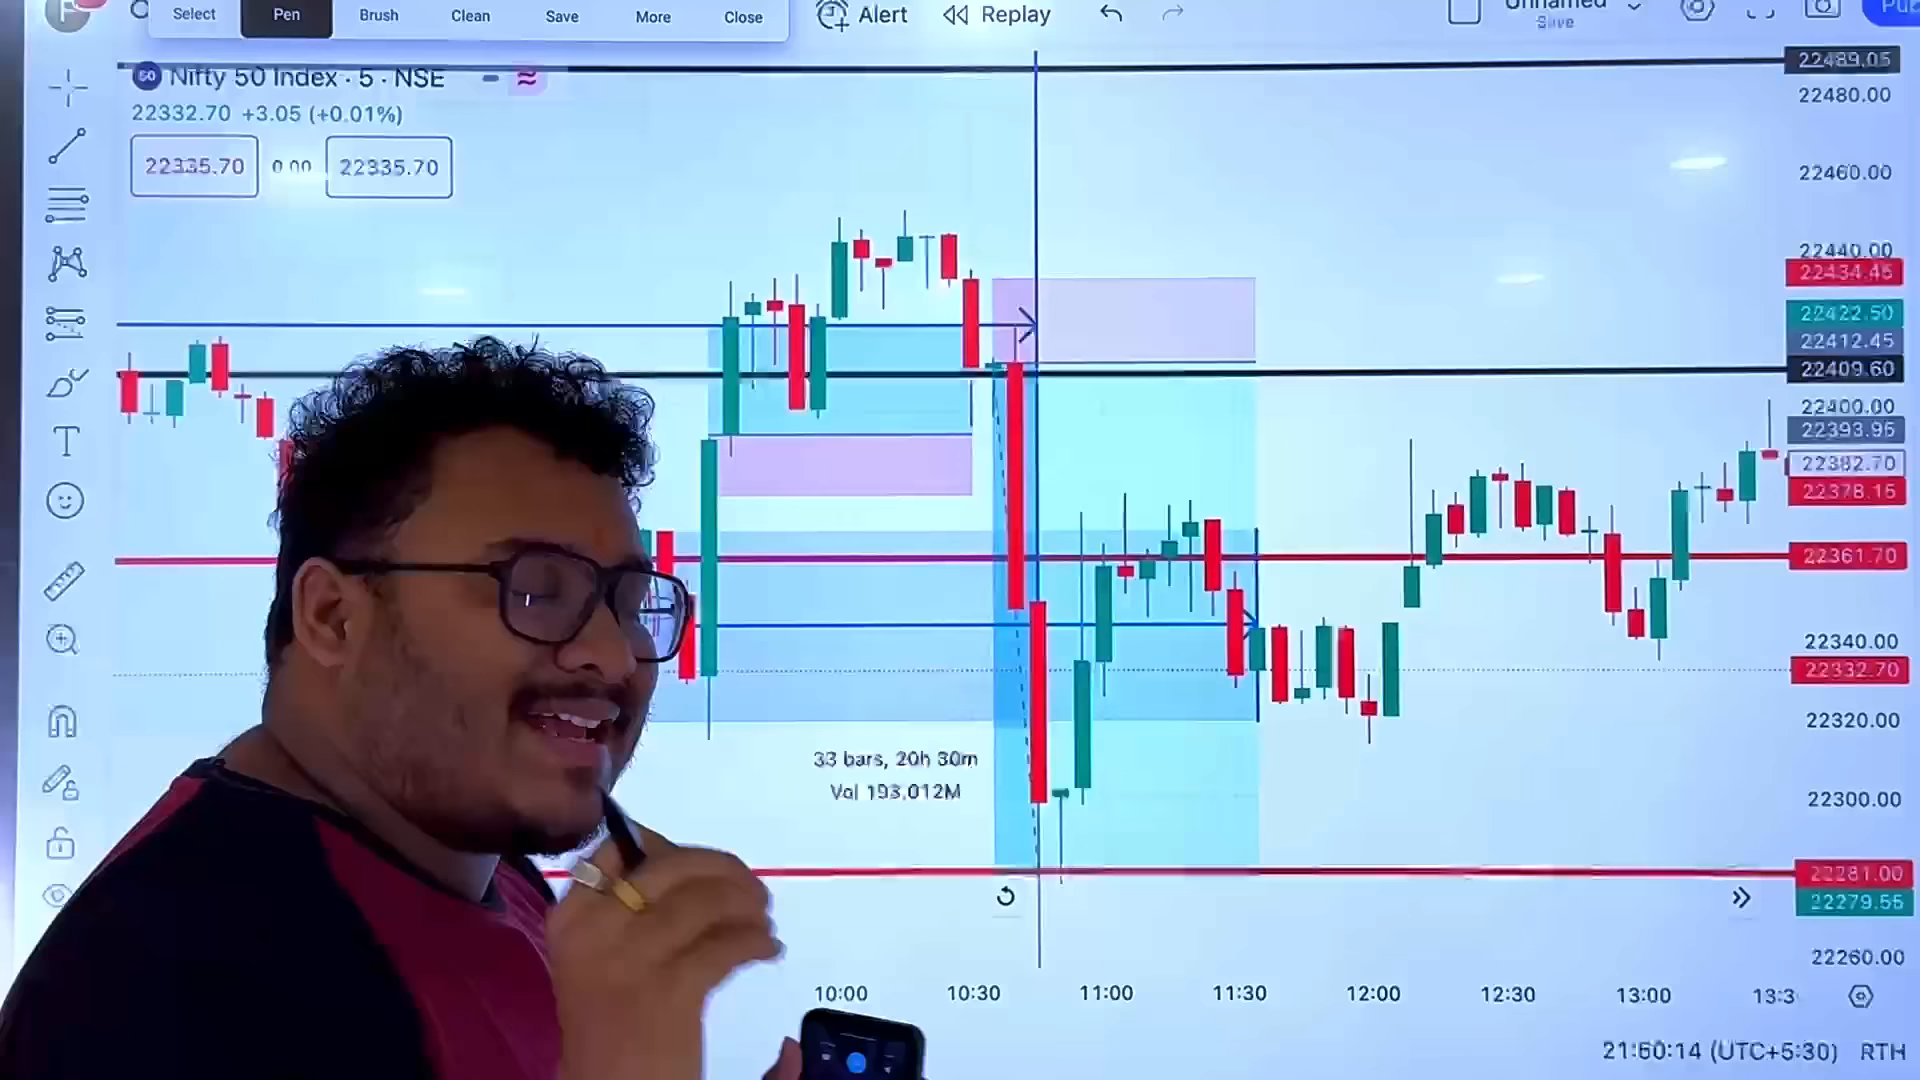 Select Pen Brush Clean Save More Close
Alert Replay
Unnamed
Save
50 Nifty 50 Index · 5 · NSE
22332.70 +3.05 (+0.01%)
22335.70 0.00 22335.70
22489.05
22480.00
22460.00
22440.00
22434.45
22422.50
22412.45
22409.60
22400.00
22393.95
22382.70
22378.15
22361.70
22340.00
22332.70
22320.00
22300.00
22281.00
22279.55
22260.00
33 bars, 20h 30m
Vol 193.012M
10:00 10:30 11:00 11:30 12:00 12:30 13:00 13:3
(UTC+5:30) RTH